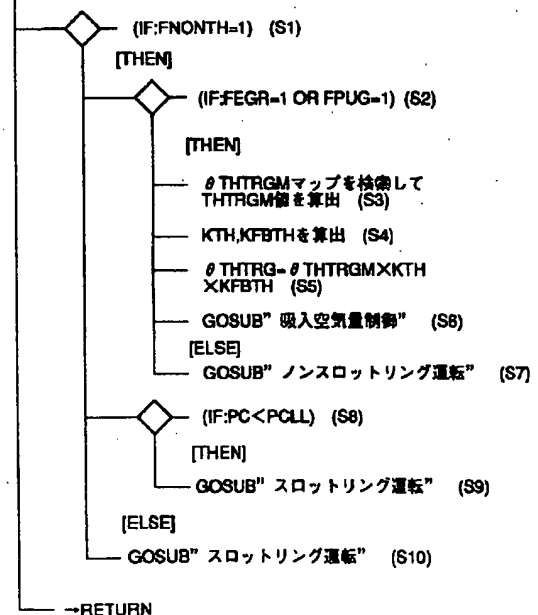 (IF:FNONTH=1) (S1)
[THEN]
(IF:FEGR=1 OR FPUG=1) (S2)
[THEN]
θTHTRGMマップを検索して
THTRGM値を算出 (S3)
KTH,KFBTHを算出 (S4)
θTHTRG=θTHTRGM×KTH
×KFBTH (S5)
GOSUB" 吸入空気量制御" (S6)
[ELSE]
GOSUB" ノンスロットリング運転" (S7)
(IF:PC<PCLL) (S8)
[THEN]
GOSUB" スロットリング運転" (S9)
[ELSE]
GOSUB" スロットリング運転" (S10)
→RETURN